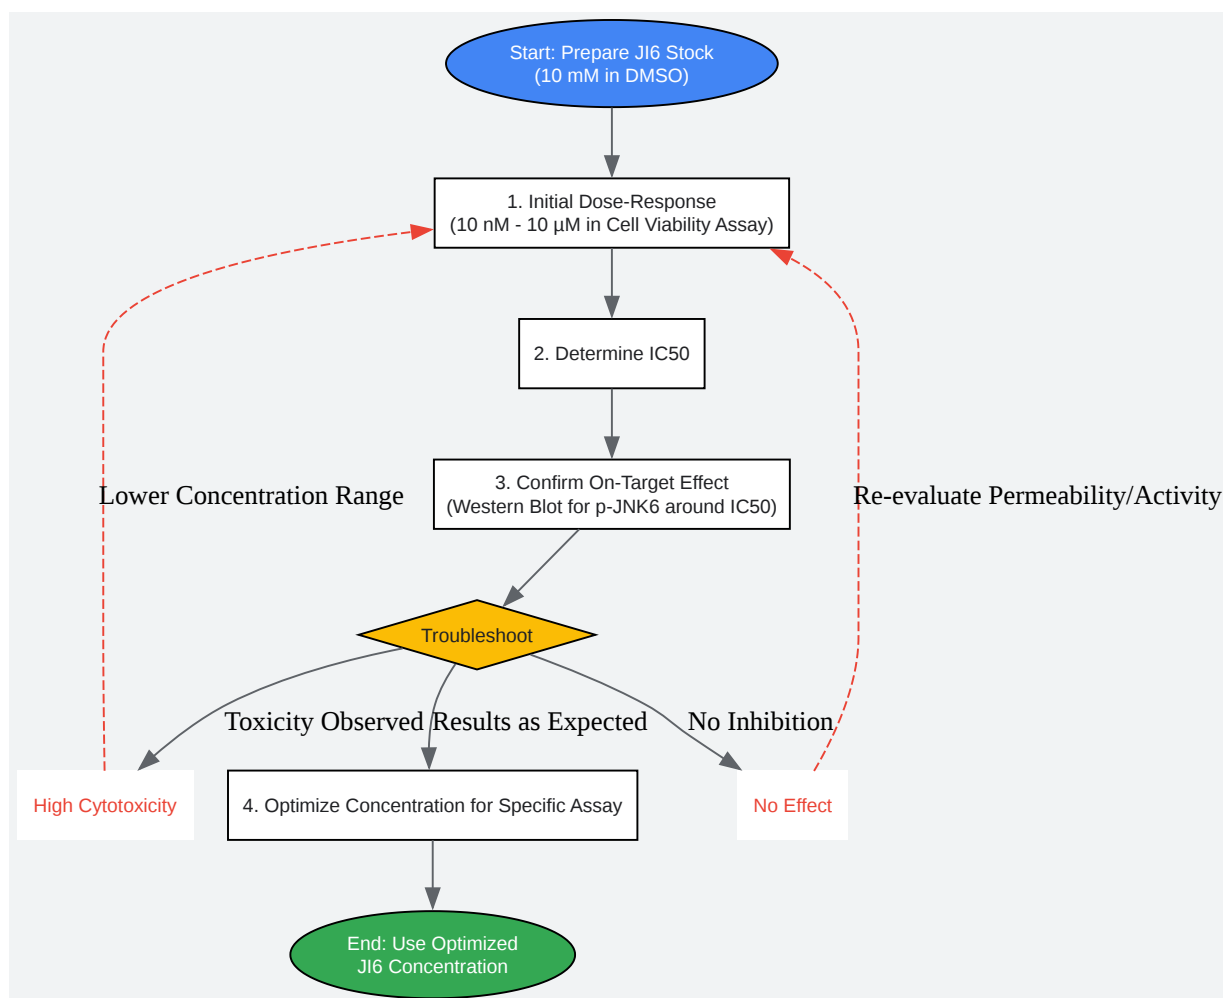 Start: Prepare JI6 Stock
(10 mM in DMSO)
1. Initial Dose-Response
(10 nM - 10 µM in Cell Viability Assay)
2. Determine IC50
3. Confirm On-Target Effect
(Western Blot for p-JNK6 around IC50)
Lower Concentration Range
Re-evaluate Permeability/Activity
Troubleshoot
Toxicity Observed
Results as Expected
No Inhibition
High Cytotoxicity
4. Optimize Concentration for Specific Assay
No Effect
End: Use Optimized
JI6 Concentration